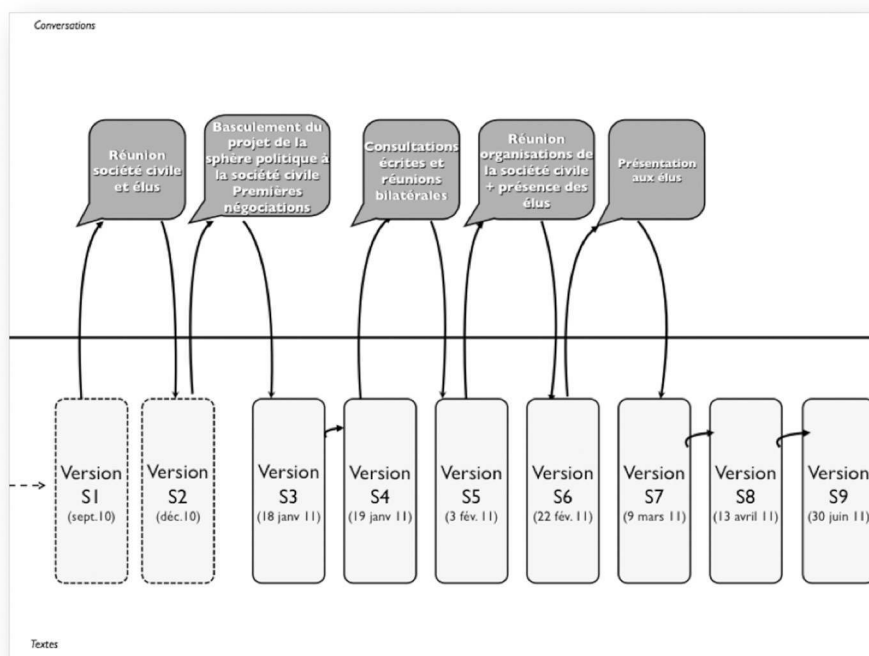 Conversations
Réunion
société civile
et élus
Basculement du
projet de la
sphère politique à
la société civile
Premières
négociations
Consultations
écrites et
réunions
bilatérales
Réunion
organisations de
la société civile
+ présence des
élus
Présentation
aux élus
Version
S1
(sept.10)
Version
S2
(déc.10)
Version
S3
(18 janv 11)
Version
S4
(19 janv 11)
Version
S5
(3 fév. 11)
Version
S6
(22 fév. 11)
Version
S7
(9 mars 11)
Version
S8
(13 avril 11)
Version
S9
(30 juin 11)
Textes